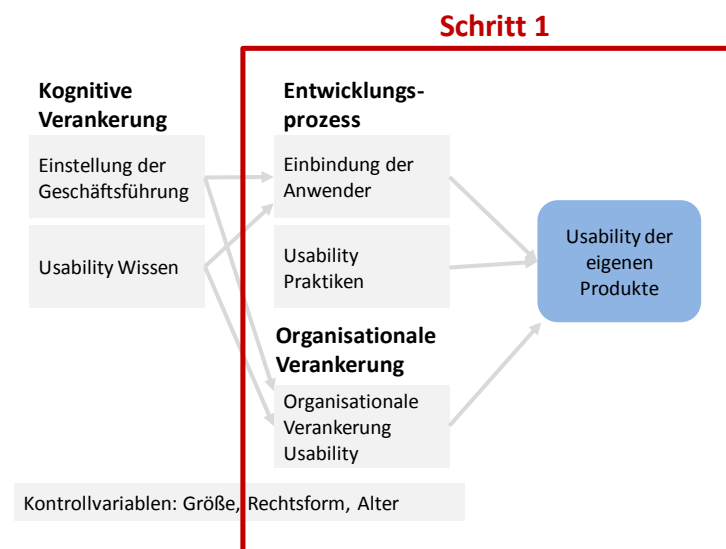 Schritt 1
Kognitive
Verankerung
Einstellung der
Geschäftsführung
Usability Wissen
Entwicklungs-
prozess
Einbindung der
Anwender
Usability
Praktiken
Organisationale
Verankerung
Organisationale
Verankerung
Usability
Usability der
eigenen
Produkte
Kontrollvariablen: Größe, Rechtsform, Alter